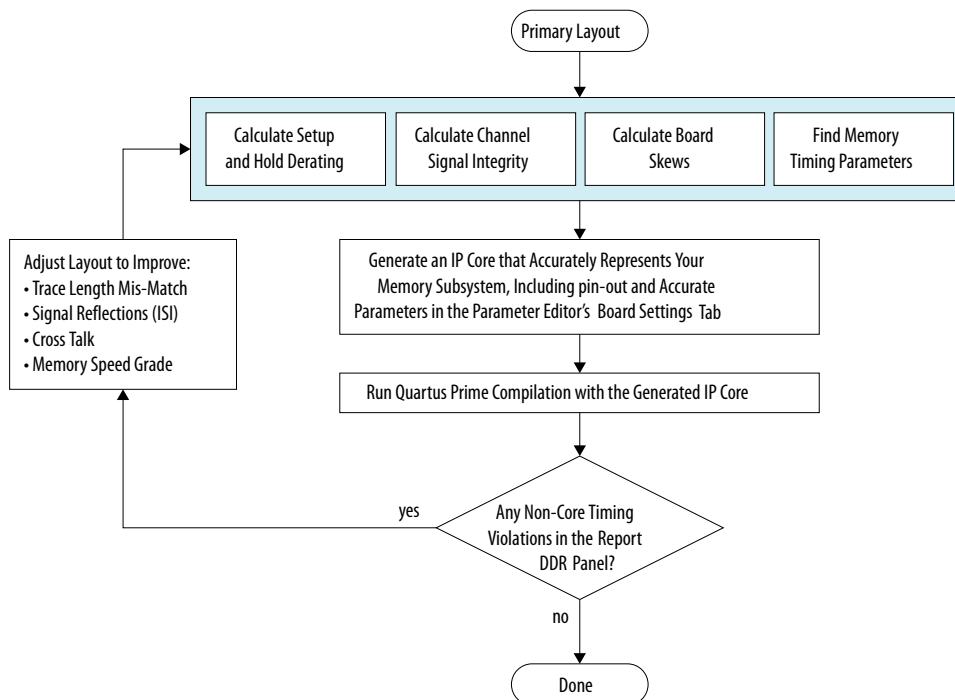 Primary Layout
Calculate Setup
and Hold Derating
Calculate Channel
Signal Integrity
Calculate Board
Skews
Find Memory
Timing Parameters
Adjust Layout to Improve:
• Trace Length Mis-Match
• Signal Reflections (ISI)
• Cross Talk
• Memory Speed Grade
Generate an IP Core that Accurately Represents Your
Memory Subsystem, Including pin-out and Accurate
Parameters in the Parameter Editor’s Board Settings Tab
Run Quartus Prime Compilation with the Generated IP Core
yes
Any Non-Core Timing
Violations in the Report
DDR Panel?
no
Done